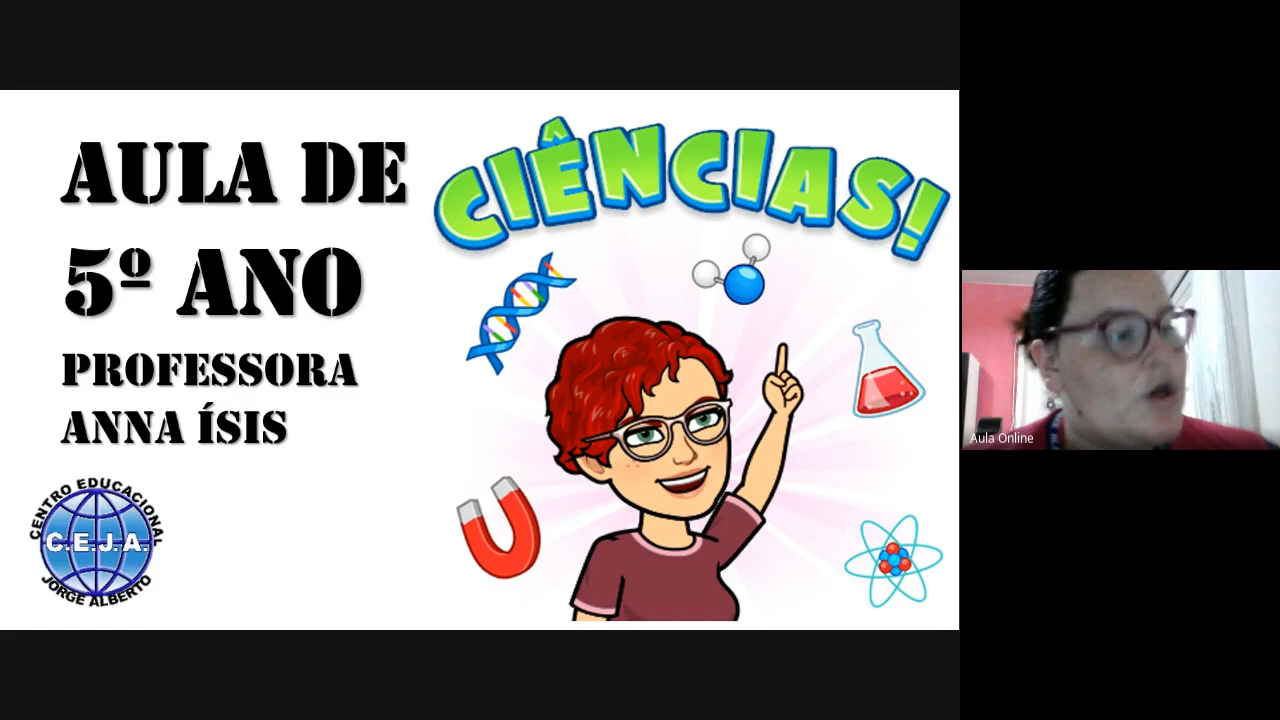 AULA DE
5º ANO
PROFESSORA
ANNA ÍSIS
CIÊNCIAS!
CENTRO EDUCACIONAL
C.E.J.A.
JORGE ALBERTO
Aula Online